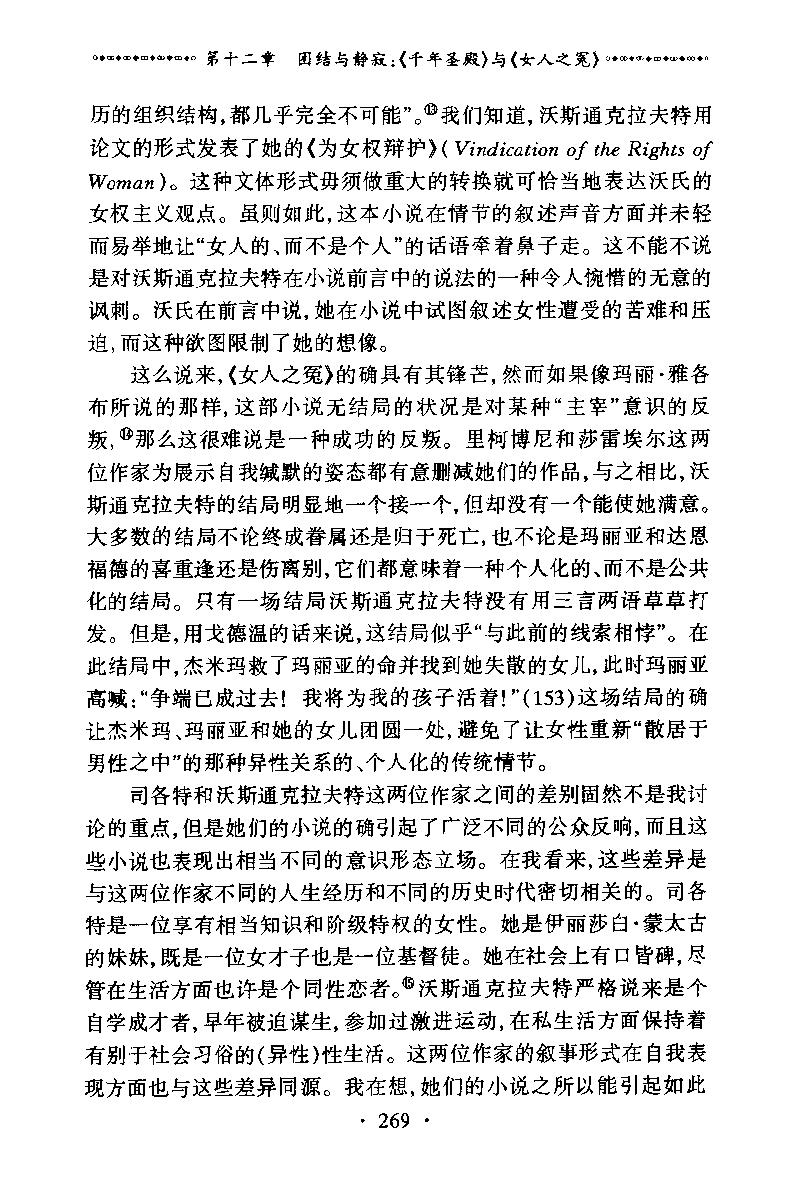 第十二章 团结与静寂:《千年圣殿》与《女人之冤》
历的组织结构,都几乎完全不可能”。⑬我们知道,沃斯通克拉夫特用
论文的形式发表了她的《为女权辩护》(Vindication of the Rights of
Woman)。这种文体形式毋须做重大的转换就可恰当地表达沃氏的
女权主义观点。虽则如此,这本小说在情节的叙述声音方面并未轻
而易举地让“女人的、而不是个人”的话语牵着鼻子走。这不能不说
是对沃斯通克拉夫特在小说前言中的说法的一种令人惋惜的无意的
讽刺。沃氏在前言中说,她在小说中试图叙述女性遭受的苦难和压
迫,而这种欲图限制了她的想像。
这么说来,《女人之冤》的确具有其锋芒,然而如果像玛丽·雅各
布所说的那样,这部小说无结局的状况是对某种“主宰”意识的反
叛,⑭那么这很难说是一种成功的反叛。里柯博尼和莎雷埃尔这两
位作家为展示自我缄默的姿态都有意删减她们的作品,与之相比,沃
斯通克拉夫特的结局明显地一个接一个,但却没有一个能使她满意。
大多数的结局不论终成眷属还是归于死亡,也不论是玛丽亚和达恩
福德的喜重逢还是伤离别,它们都意味着一种个人化的、而不是公共
化的结局。只有一场结局沃斯通克拉夫特没有用三言两语草草打
发。但是,用戈德温的话来说,这结局似乎“与此前的线索相悖”。在
此结局中,杰米玛救了玛丽亚的命并找到她失散的女儿,此时玛丽亚
高喊:“争端已成过去! 我将为我的孩子活着!”(153)这场结局的确
让杰米玛、玛丽亚和她的女儿团圆一处,避免了让女性重新“散居于
男性之中”的那种异性关系的、个人化的传统情节。
司各特和沃斯通克拉夫特这两位作家之间的差别固然不是我讨
论的重点,但是她们的小说的确引起了广泛不同的公众反响,而且这
些小说也表现出相当不同的意识形态立场。在我看来,这些差异是
与这两位作家不同的人生经历和不同的历史时代密切相关的。司各
特是一位享有相当知识和阶级特权的女性。她是伊丽莎白·蒙太古
的妹妹,既是一位女才子也是一位基督徒。她在社会上有口皆碑,尽
管在生活方面也许是个同性恋者。⑮沃斯通克拉夫特严格说来是个
自学成才者,早年被迫谋生,参加过激进运动,在私生活方面保持着
有别于社会习俗的(异性)性生活。这两位作家的叙事形式在自我表
现方面也与这些差异同源。我在想,她们的小说之所以能引起如此
· 269 ·